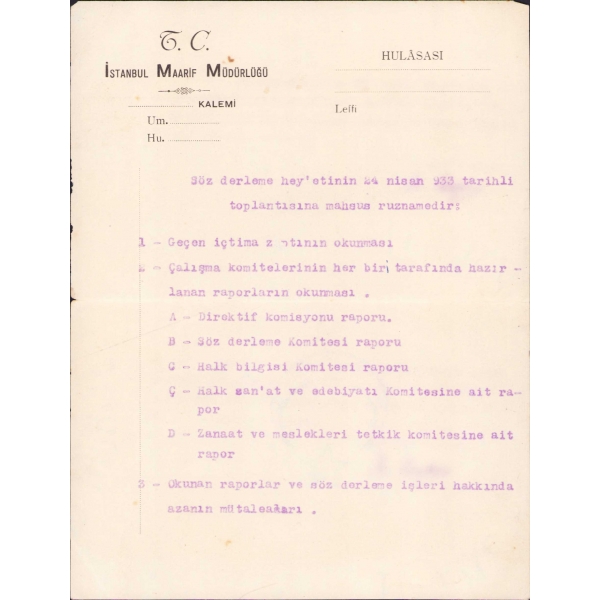 T. C.
İSTANBUL MAARİF MÜDÜRLÜĞÜ
KALEMİ
Um.
Hu.
HULÂSASI
Leffi
Söz derleme hey'etinin 24 nisan 933 tarihli
toplantısına mahsus ruznamedir:
1 - Geçen içtima z ptının okunması
2 - Çalışma komitelerinin her biri tarafında hazır -
lanan raporların okunması .
A - Direktif komisyonu raporu.
B - Söz derleme Komitesi raporu
C - Halk bilgisi Komitesi raporu
Ç - Halk san'at ve edebiyatı Komitesine ait ra-
por
D - Zanaat ve meslekleri tetkik komitesine ait
rapor
3 - Okunan raporlar ve söz derleme içleri hakkında
azanın mütaleaları .